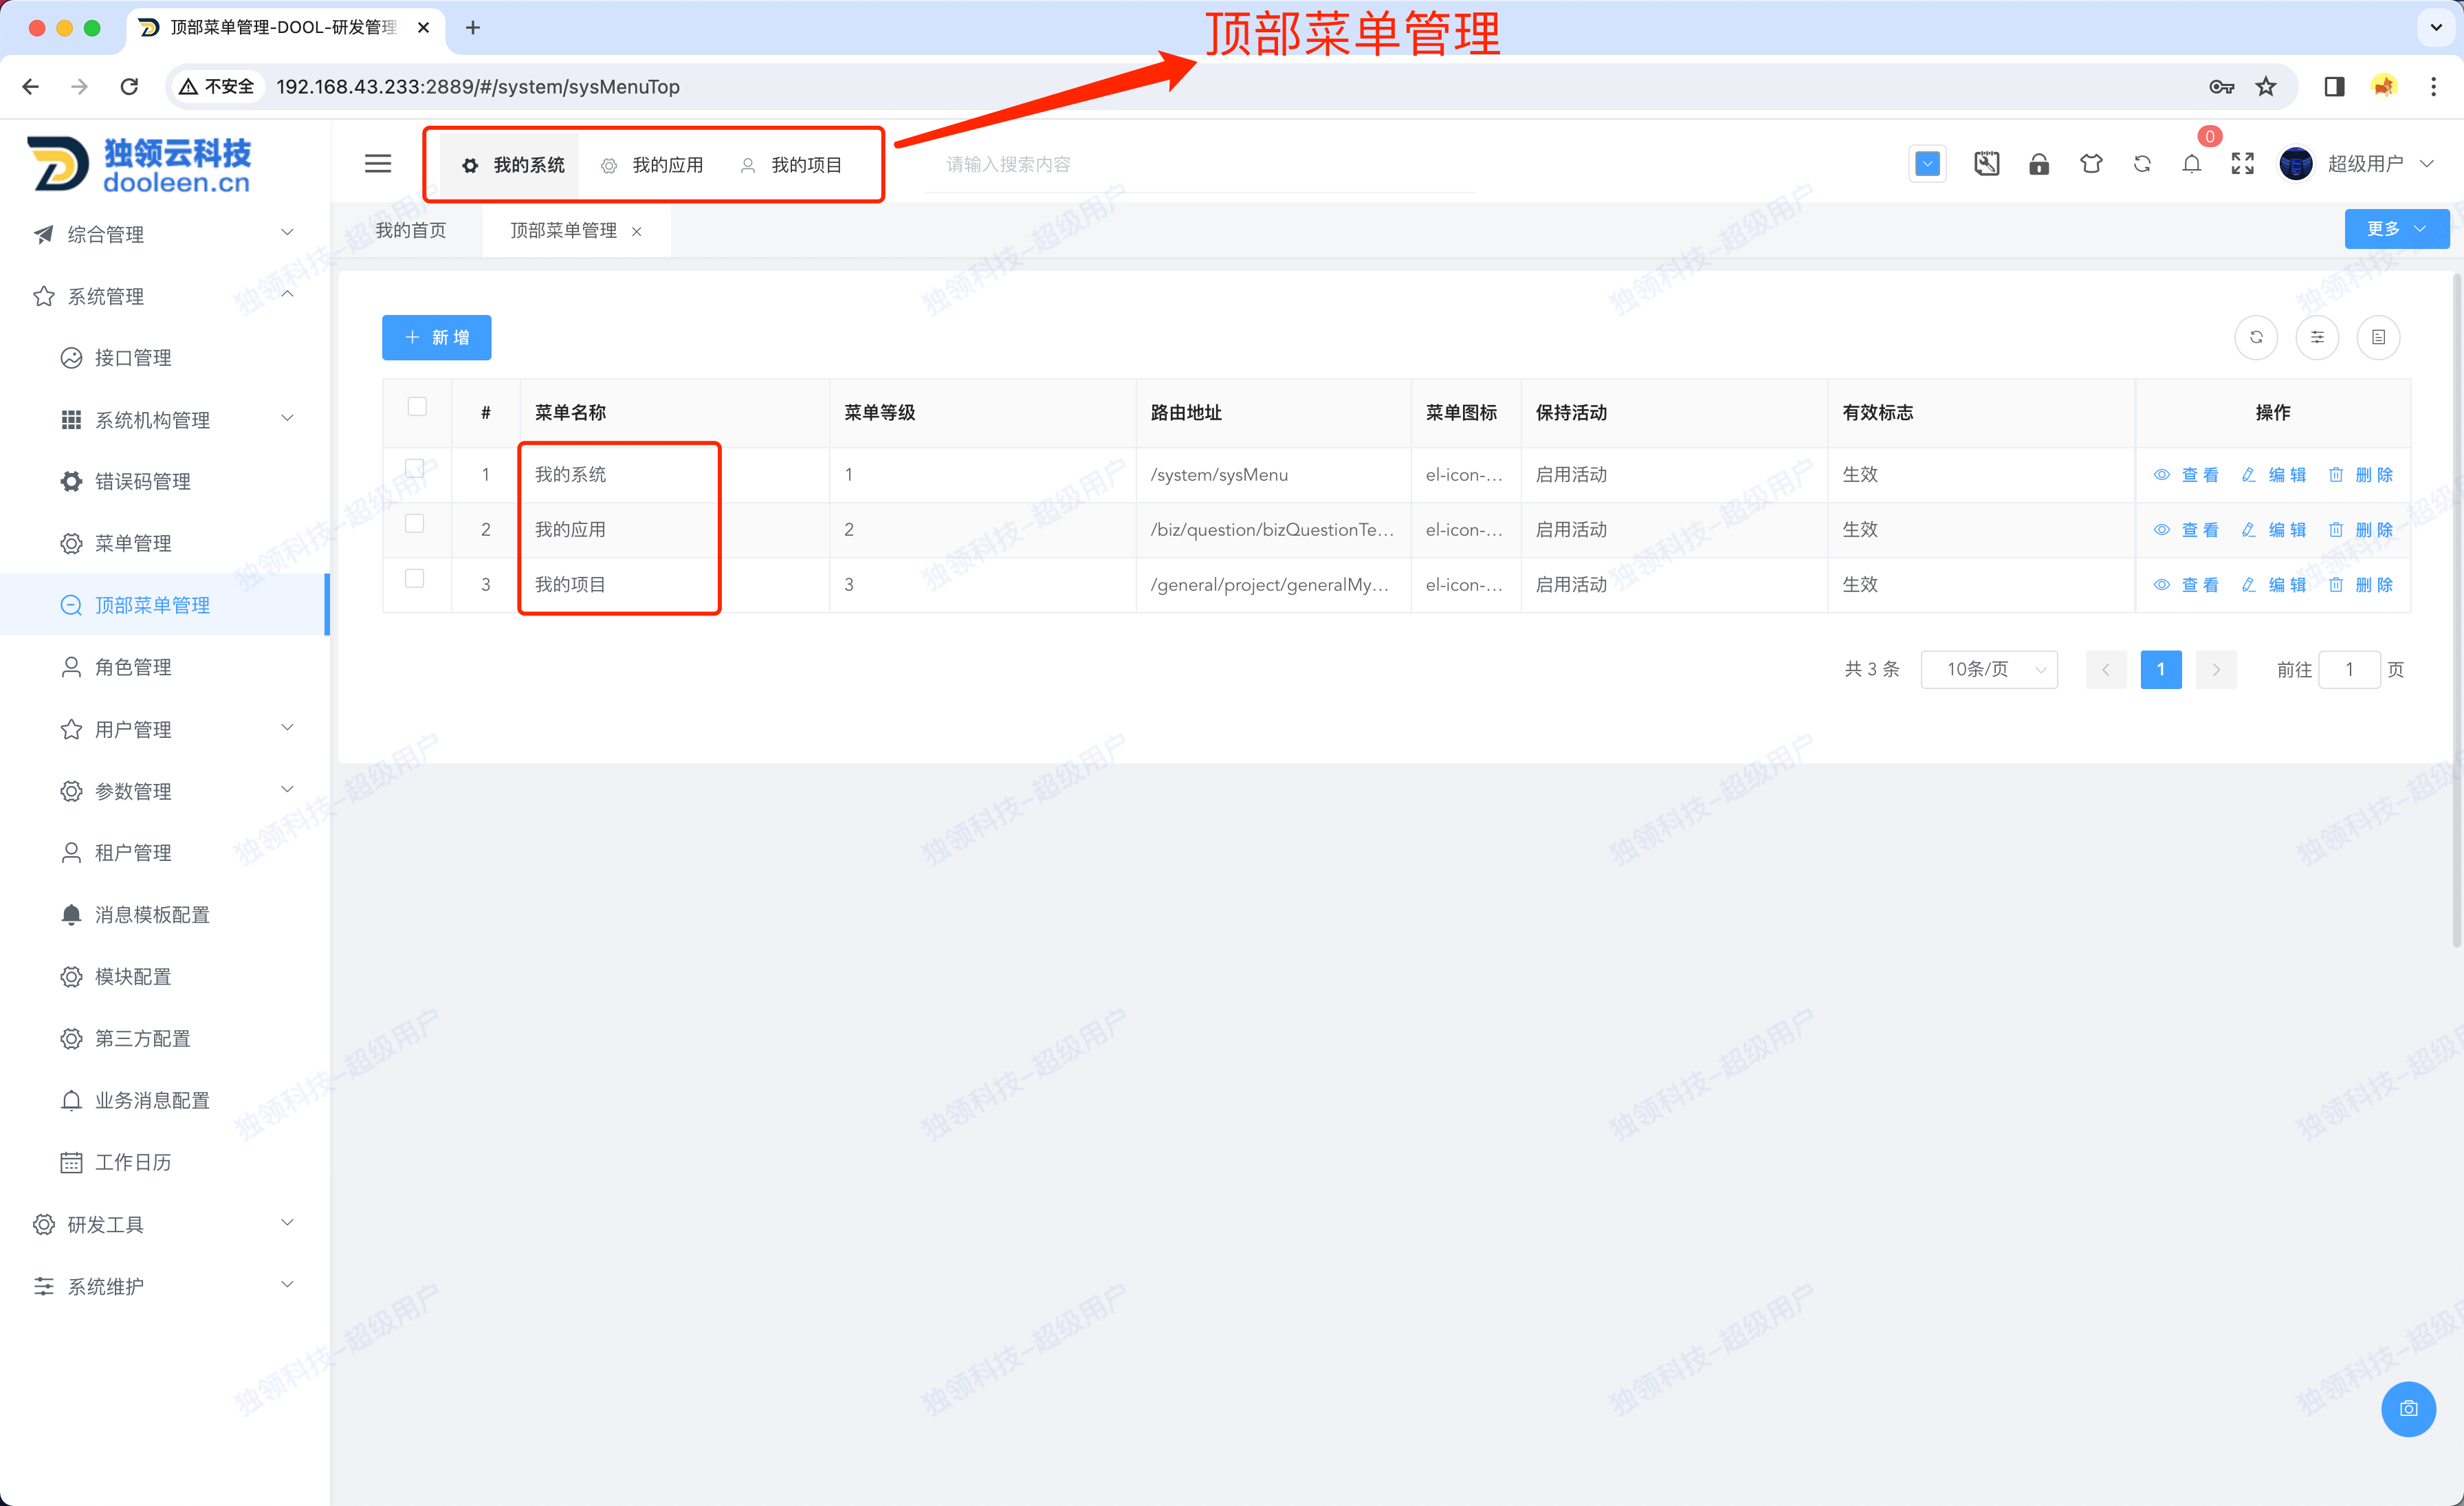 顶部菜单管理-DOOL-研发管理
顶部菜单管理
不安全 192.168.43.233:2889/#/system/sysMenuTop
独领云科技
dooleen.cn
我的系统 我的应用 我的项目
请输入搜索内容
0
超级用户
我的首页 顶部菜单管理
更多
综合管理
系统管理
接口管理
系统机构管理
错误码管理
菜单管理
顶部菜单管理
角色管理
用户管理
参数管理
租户管理
消息模板配置
模块配置
第三方配置
业务消息配置
工作日历
研发工具
系统维护
新 增
# 菜单名称 菜单等级 路由地址 菜单图标 保持活动 有效标志 操作
1 我的系统 1 /system/sysMenu el-icon-... 启用活动 生效 查 看 编 辑 删 除
2 我的应用 2 /biz/question/bizQuestionTe... el-icon-... 启用活动 生效 查 看 编 辑 删 除
3 我的项目 3 /general/project/generalMy... el-icon-... 启用活动 生效 查 看 编 辑 删 除
共 3 条 10条/页 1 前往 1 页
独领科技-超级用户